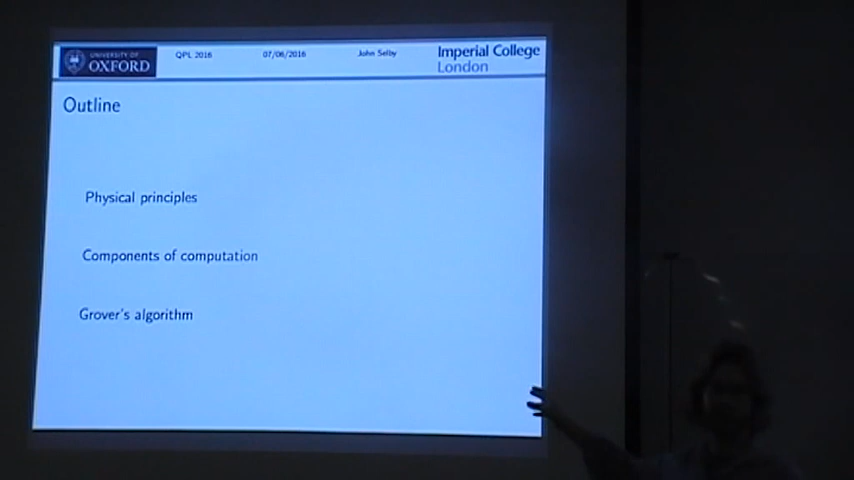 UNIVERSITY OF
OXFORD
QPL 2016
07/06/2016
John Selby
Imperial College
London
Outline
Physical principles
Components of computation
Grover's algorithm